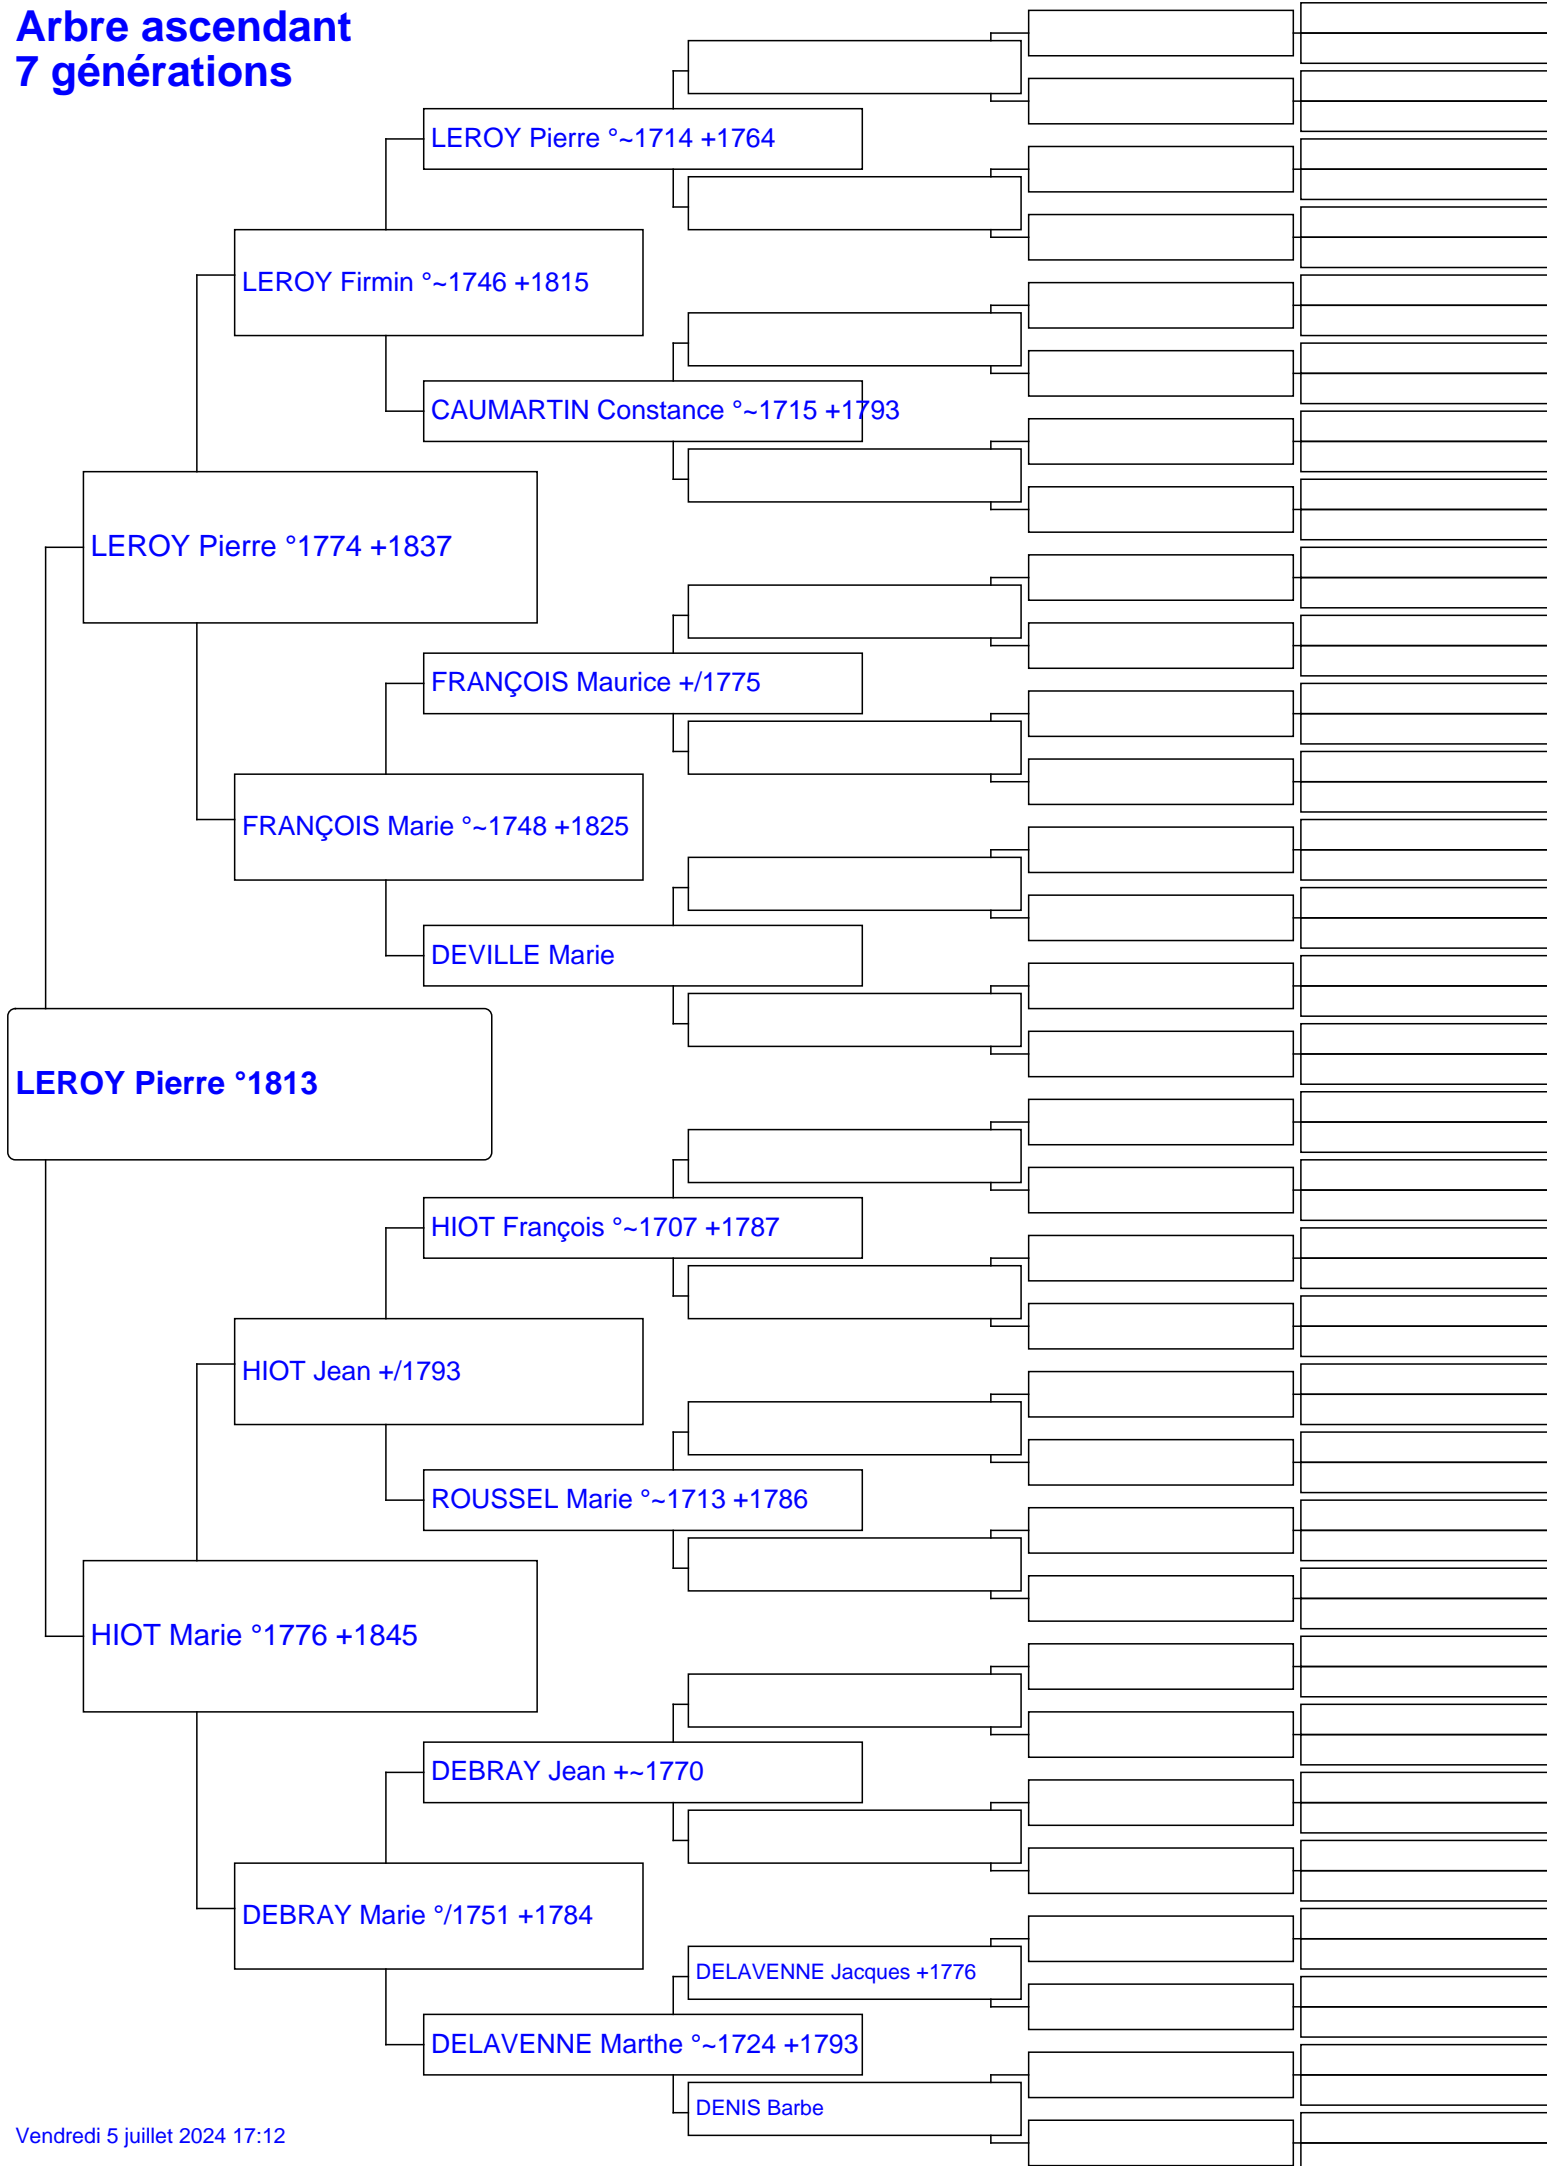 Arbre ascendant
7 générations
LEROY Pierre °~1714 +1764
LEROY Firmin °~1746 +1815
CAUMARTIN Constance °~1715 +1793
LEROY Pierre °1774 +1837
FRANÇOIS Maurice +/1775
FRANÇOIS Marie °~1748 +1825
DEVILLE Marie
LEROY Pierre °1813
HIOT François °~1707 +1787
HIOT Jean +/1793
ROUSSEL Marie °~1713 +1786
HIOT Marie °1776 +1845
DEBRAY Jean +~1770
DEBRAY Marie °/1751 +1784
DELAVENNE Jacques +1776
DELAVENNE Marthe °~1724 +1793
DENIS Barbe
Vendredi 5 juillet 2024 17:12